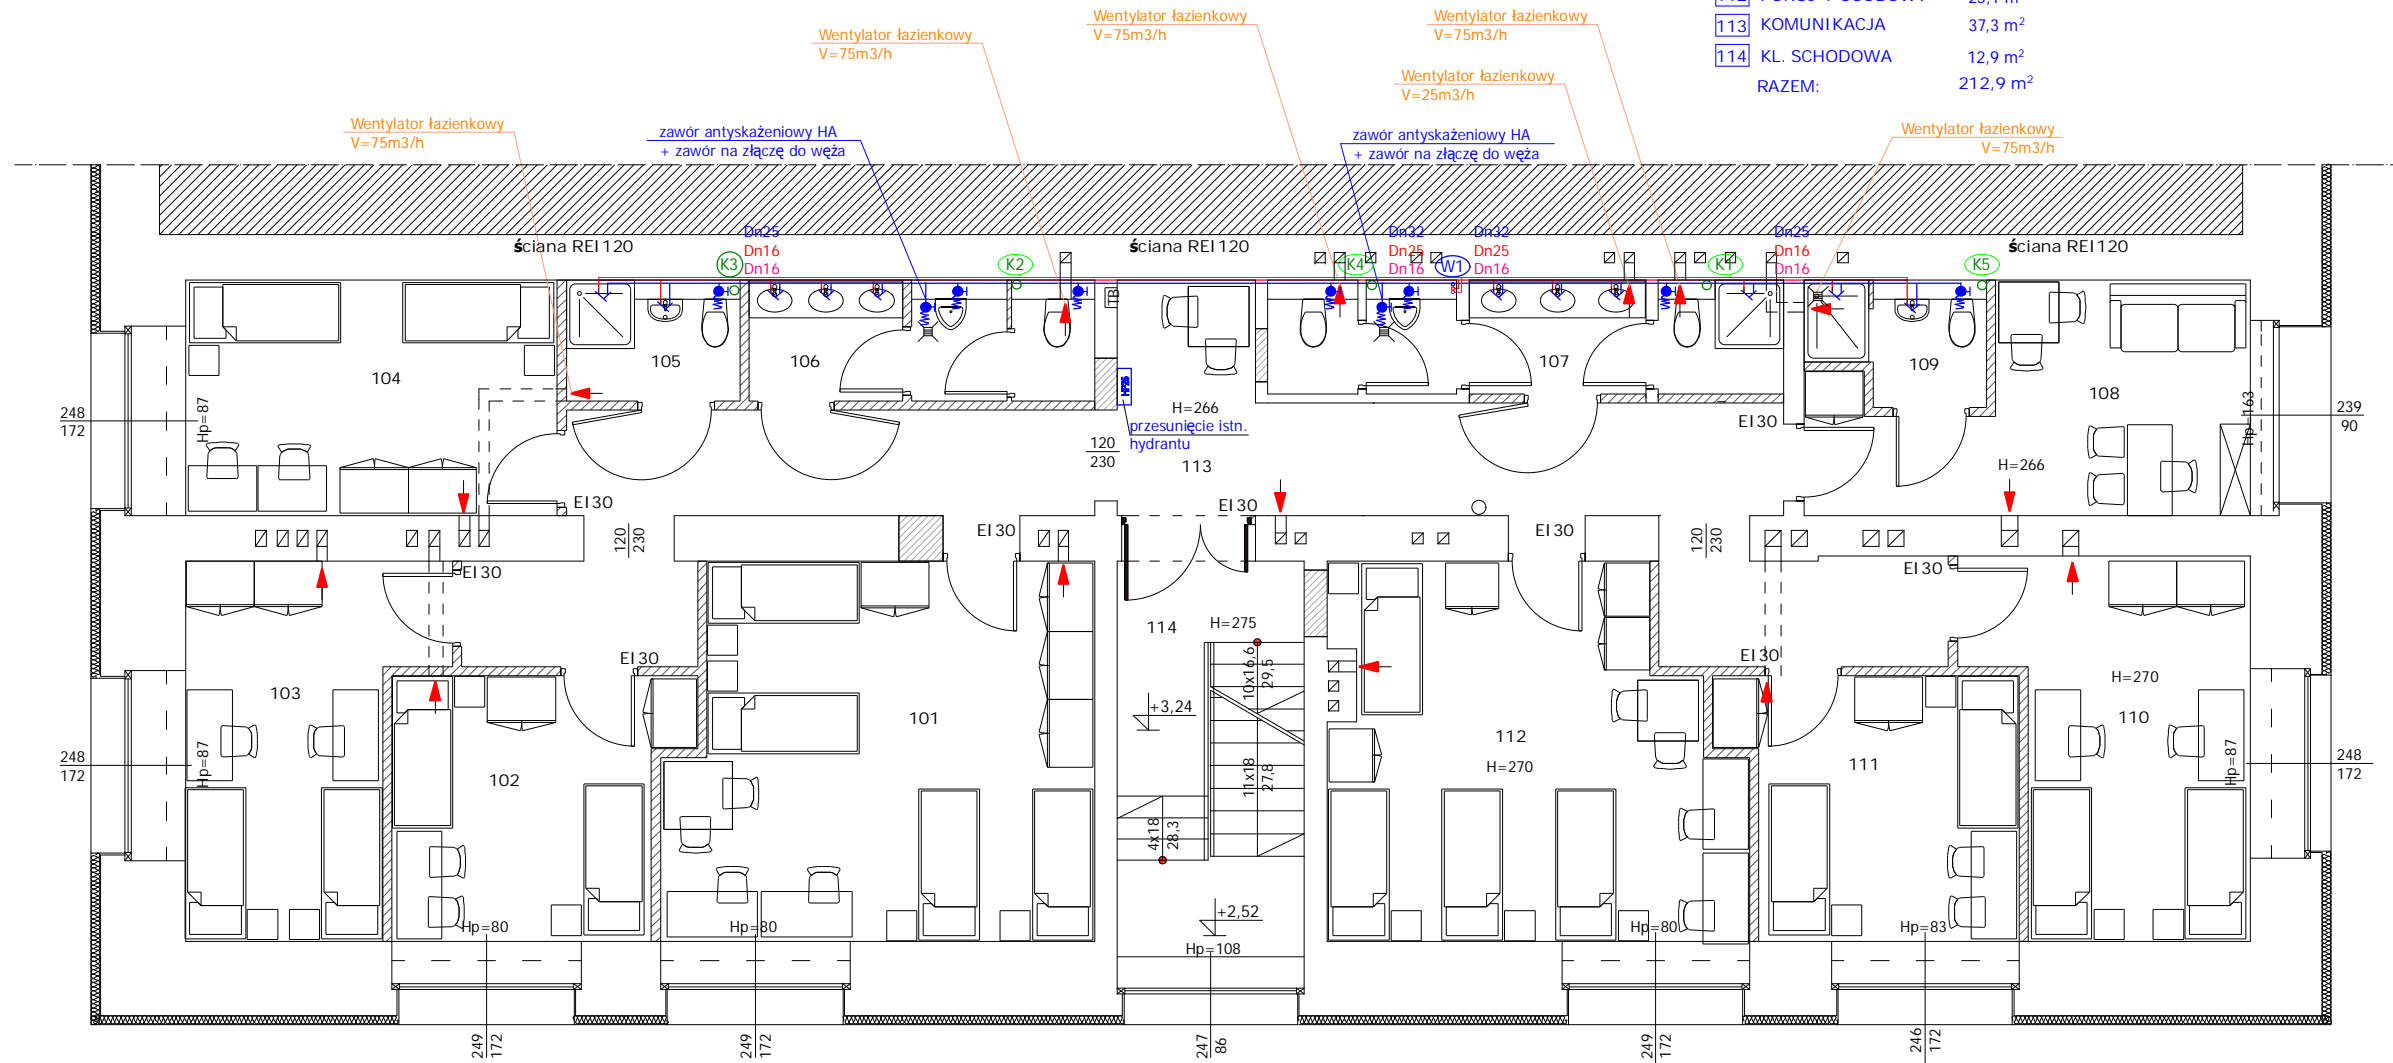 113 KOMUNIKACJA 37,3 m²
114 KL. SCHODOWA 12,9 m²
RAZEM: 212,9 m²
Wentylator łazienkowy
V=75m3/h
Wentylator łazienkowy
V=75m3/h
Wentylator łazienkowy
V=75m3/h
Wentylator łazienkowy
V=75m3/h
Wentylator łazienkowy
V=25m3/h
Wentylator łazienkowy
V=75m3/h
zawór antyskażeniowy HA
+ zawór na złączę do węża
zawór antyskażeniowy HA
+ zawór na złączę do węża
ściana REI120
ściana REI120
ściana REI120
Dn25
Dn16
Dn16
Dn32
Dn25
Dn16
Dn32
Dn25
Dn16
Dn25
Dn16
Dn16
K3
K2
K4
W1
K1
K5
104
105
106
107
109
108
H=266
przesunięcie istn.
hydrantu
HP25
113
120
230
EI30
H=266
248
172
Hp=87
239
90
Hp=163
EI30
EI30
EI30
EI30
120
230
120
230
EI30
EI30
EI30
EI30
103
102
101
114
H=275
+3,24
10x16,6
29,5
11x18
27,8
4x18
28,3
+2,52
Hp=108
112
H=270
111
110
H=270
248
172
Hp=87
248
172
Hp=87
Hp=80
Hp=80
Hp=80
Hp=83
249
172
249
172
247
86
249
172
246
172